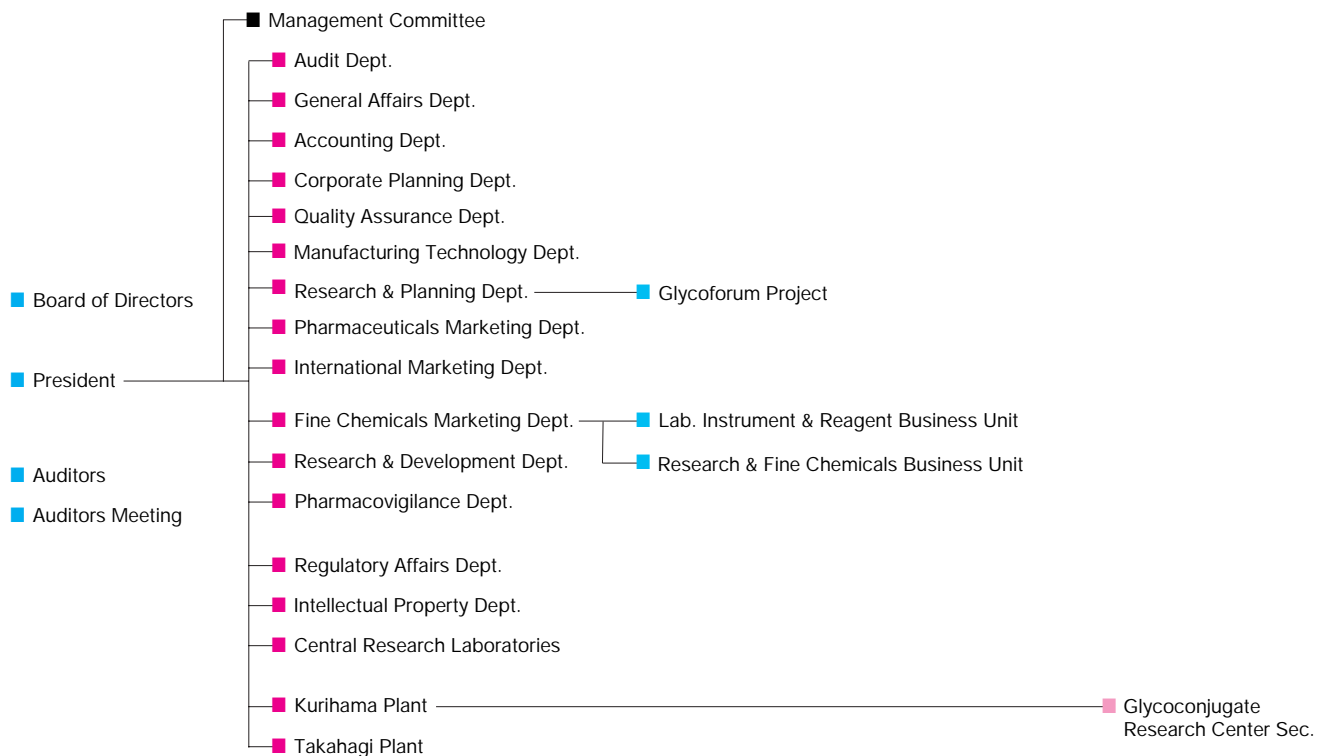 Management Committee
Audit Dept.
General Affairs Dept.
Accounting Dept.
Corporate Planning Dept.
Quality Assurance Dept.
Manufacturing Technology Dept.
Research & Planning Dept.
Glycoforum Project
Board of Directors
Pharmaceuticals Marketing Dept.
International Marketing Dept.
President
Fine Chemicals Marketing Dept.
Lab. Instrument & Reagent Business Unit
Research & Development Dept.
Research & Fine Chemicals Business Unit
Auditors
Pharmacovigilance Dept.
Auditors Meeting
Regulatory Affairs Dept.
Intellectual Property Dept.
Central Research Laboratories
Kurihama Plant
Glycoconjugate
Research Center Sec.
Takahagi Plant